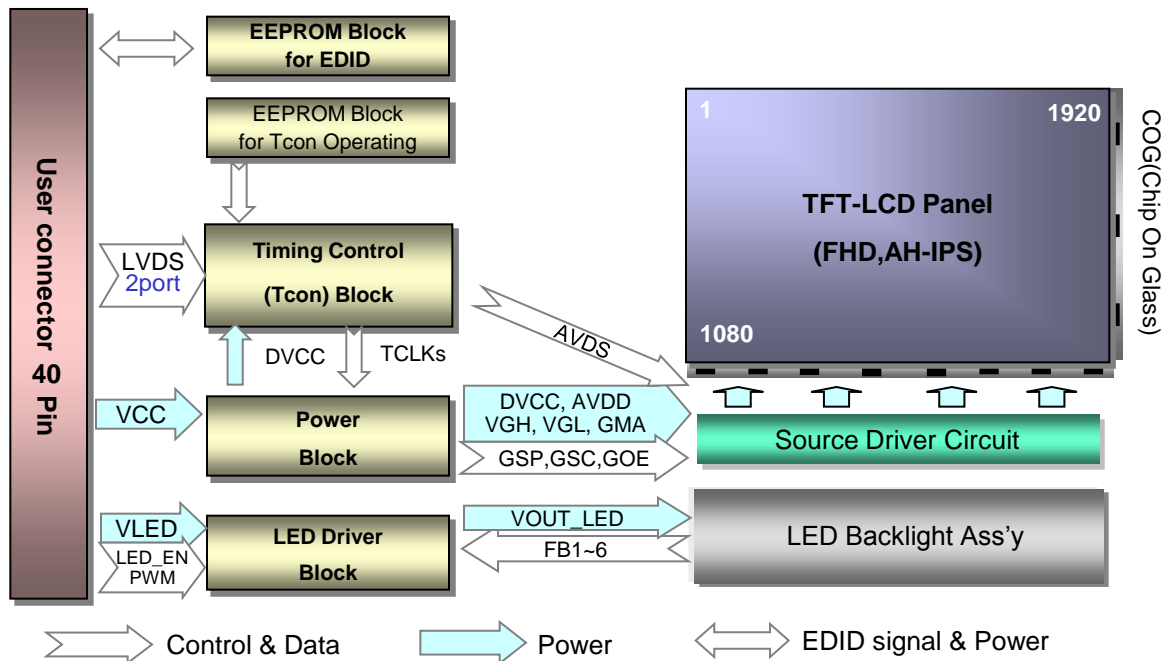 EEPROM Block
for EDID
EEPROM Block
for Tcon Operating
User connector 40 Pin
LVDS
2port
Timing Control
(Tcon) Block
DVCC
TCLKs
AVDS
1
1920
TFT-LCD Panel
(FHD,AH-IPS)
1080
COG(Chip On Glass)
VCC
Power
Block
DVCC, AVDD
VGH, VGL, GMA
GSP,GSC,GOE
Source Driver Circuit
VLED
LED_EN
PWM
LED Driver
Block
VOUT_LED
FB1~6
LED Backlight Ass'y
Control & Data
Power
EDID signal & Power